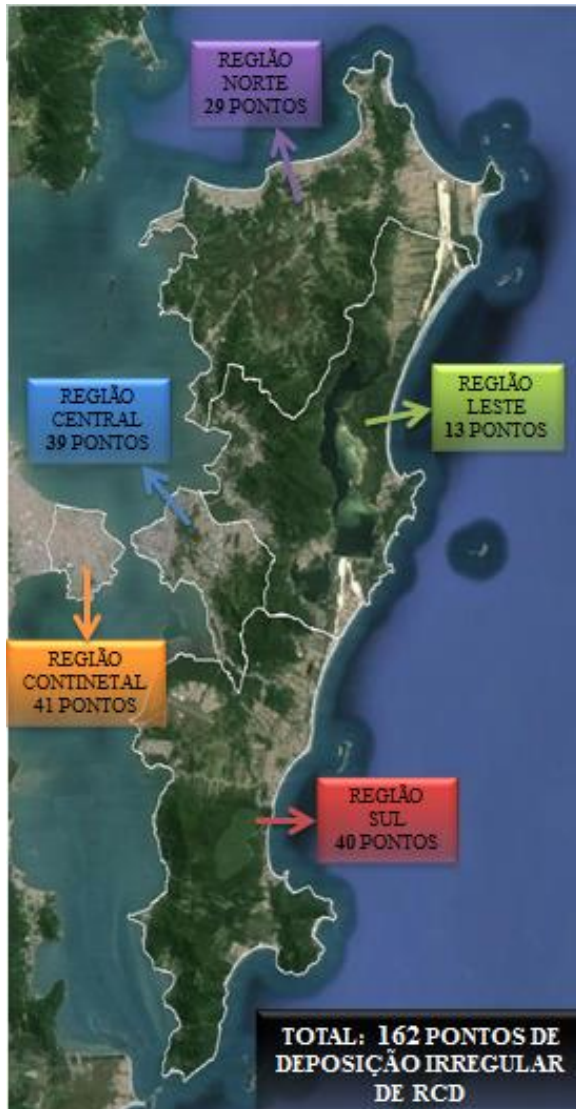 REGIÃO
NORTE
29 PONTOS
REGIÃO
LESTE
13 PONTOS
REGIÃO
CENTRAL
39 PONTOS
REGIÃO
CONTINETAL
41 PONTOS
REGIÃO
SUL
40 PONTOS
TOTAL: 162 PONTOS DE
DEPOSIÇÃO IRREGULAR
DE RCD